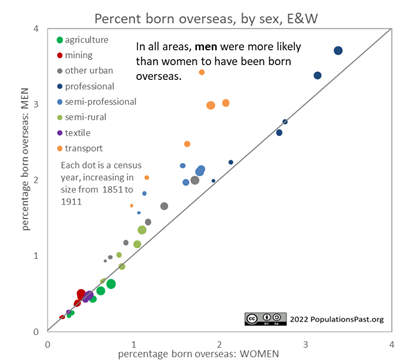 Percent born overseas, by sex, E&W
In all areas, men were more likely
than women to have been born
overseas.
agriculture
mining
other urban
professional
semi-professional
semi-rural
textile
transport
Each dot is a census
year, increasing in
size from 1851 to
1911
percentage born overseas: MEN
4
3
2
1
0
0
1
2
3
4
percentage born overseas: WOMEN
cc
BY
SA
2022 PopulationsPast.org